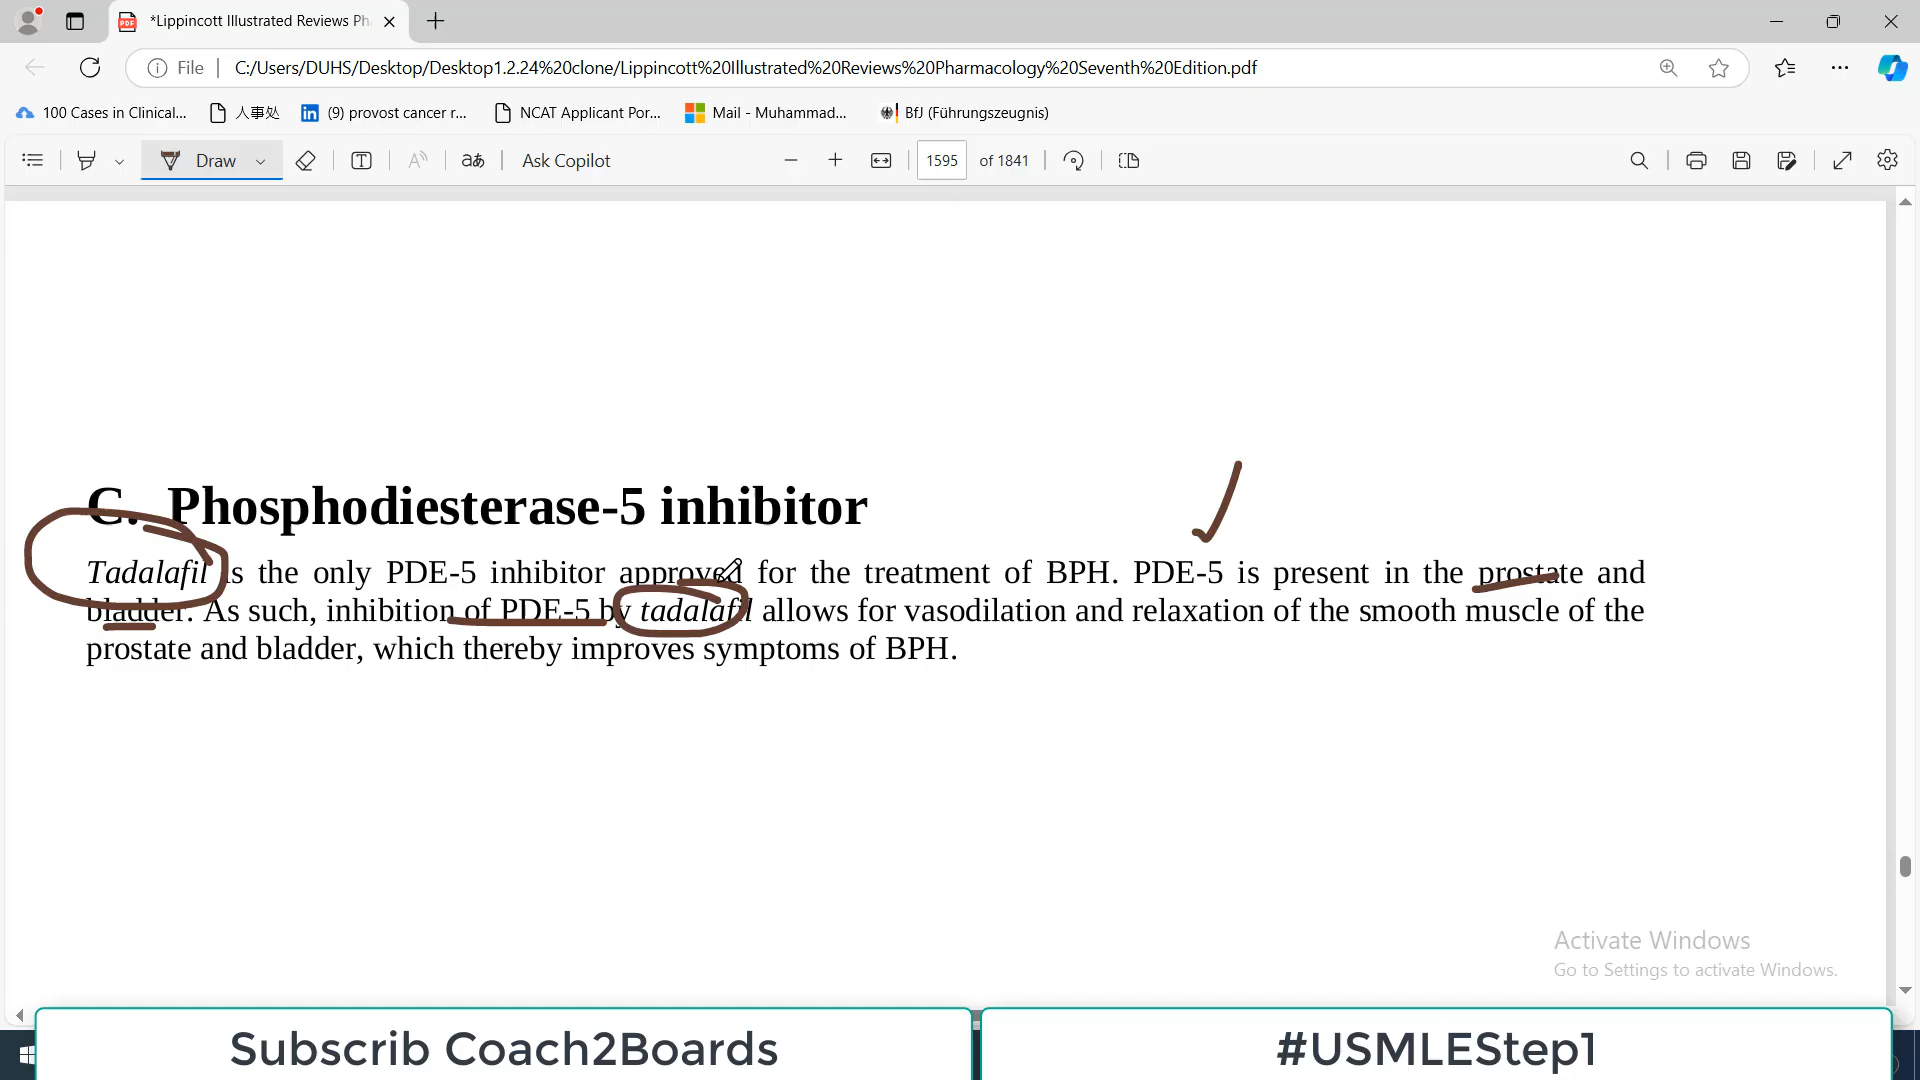 *Lippincott Illustrated Reviews Ph
File
C:/Users/DUHS/Desktop/Desktop1.2.24%20clone/Lippincott%20Illustrated%20Reviews%20Pharmacology%20Seventh%20Edition.pdf
100 Cases in Clinical... 人事处 (9) provost cancer r... NCAT Applicant Por... Mail - Muhammad... BfJ (Führungszeugnis)
Draw T A aあ Ask Copilot 1595 of 1841
C. Phosphodiesterase-5 inhibitor
Tadalafil is the only PDE-5 inhibitor approved for the treatment of BPH. PDE-5 is present in the prostate and
bladder. As such, inhibition of PDE-5 by tadalafil allows for vasodilation and relaxation of the smooth muscle of the
prostate and bladder, which thereby improves symptoms of BPH.
Activate Windows
Go to Settings to activate Windows.
Subscrib Coach2Boards
#USMLEStep1